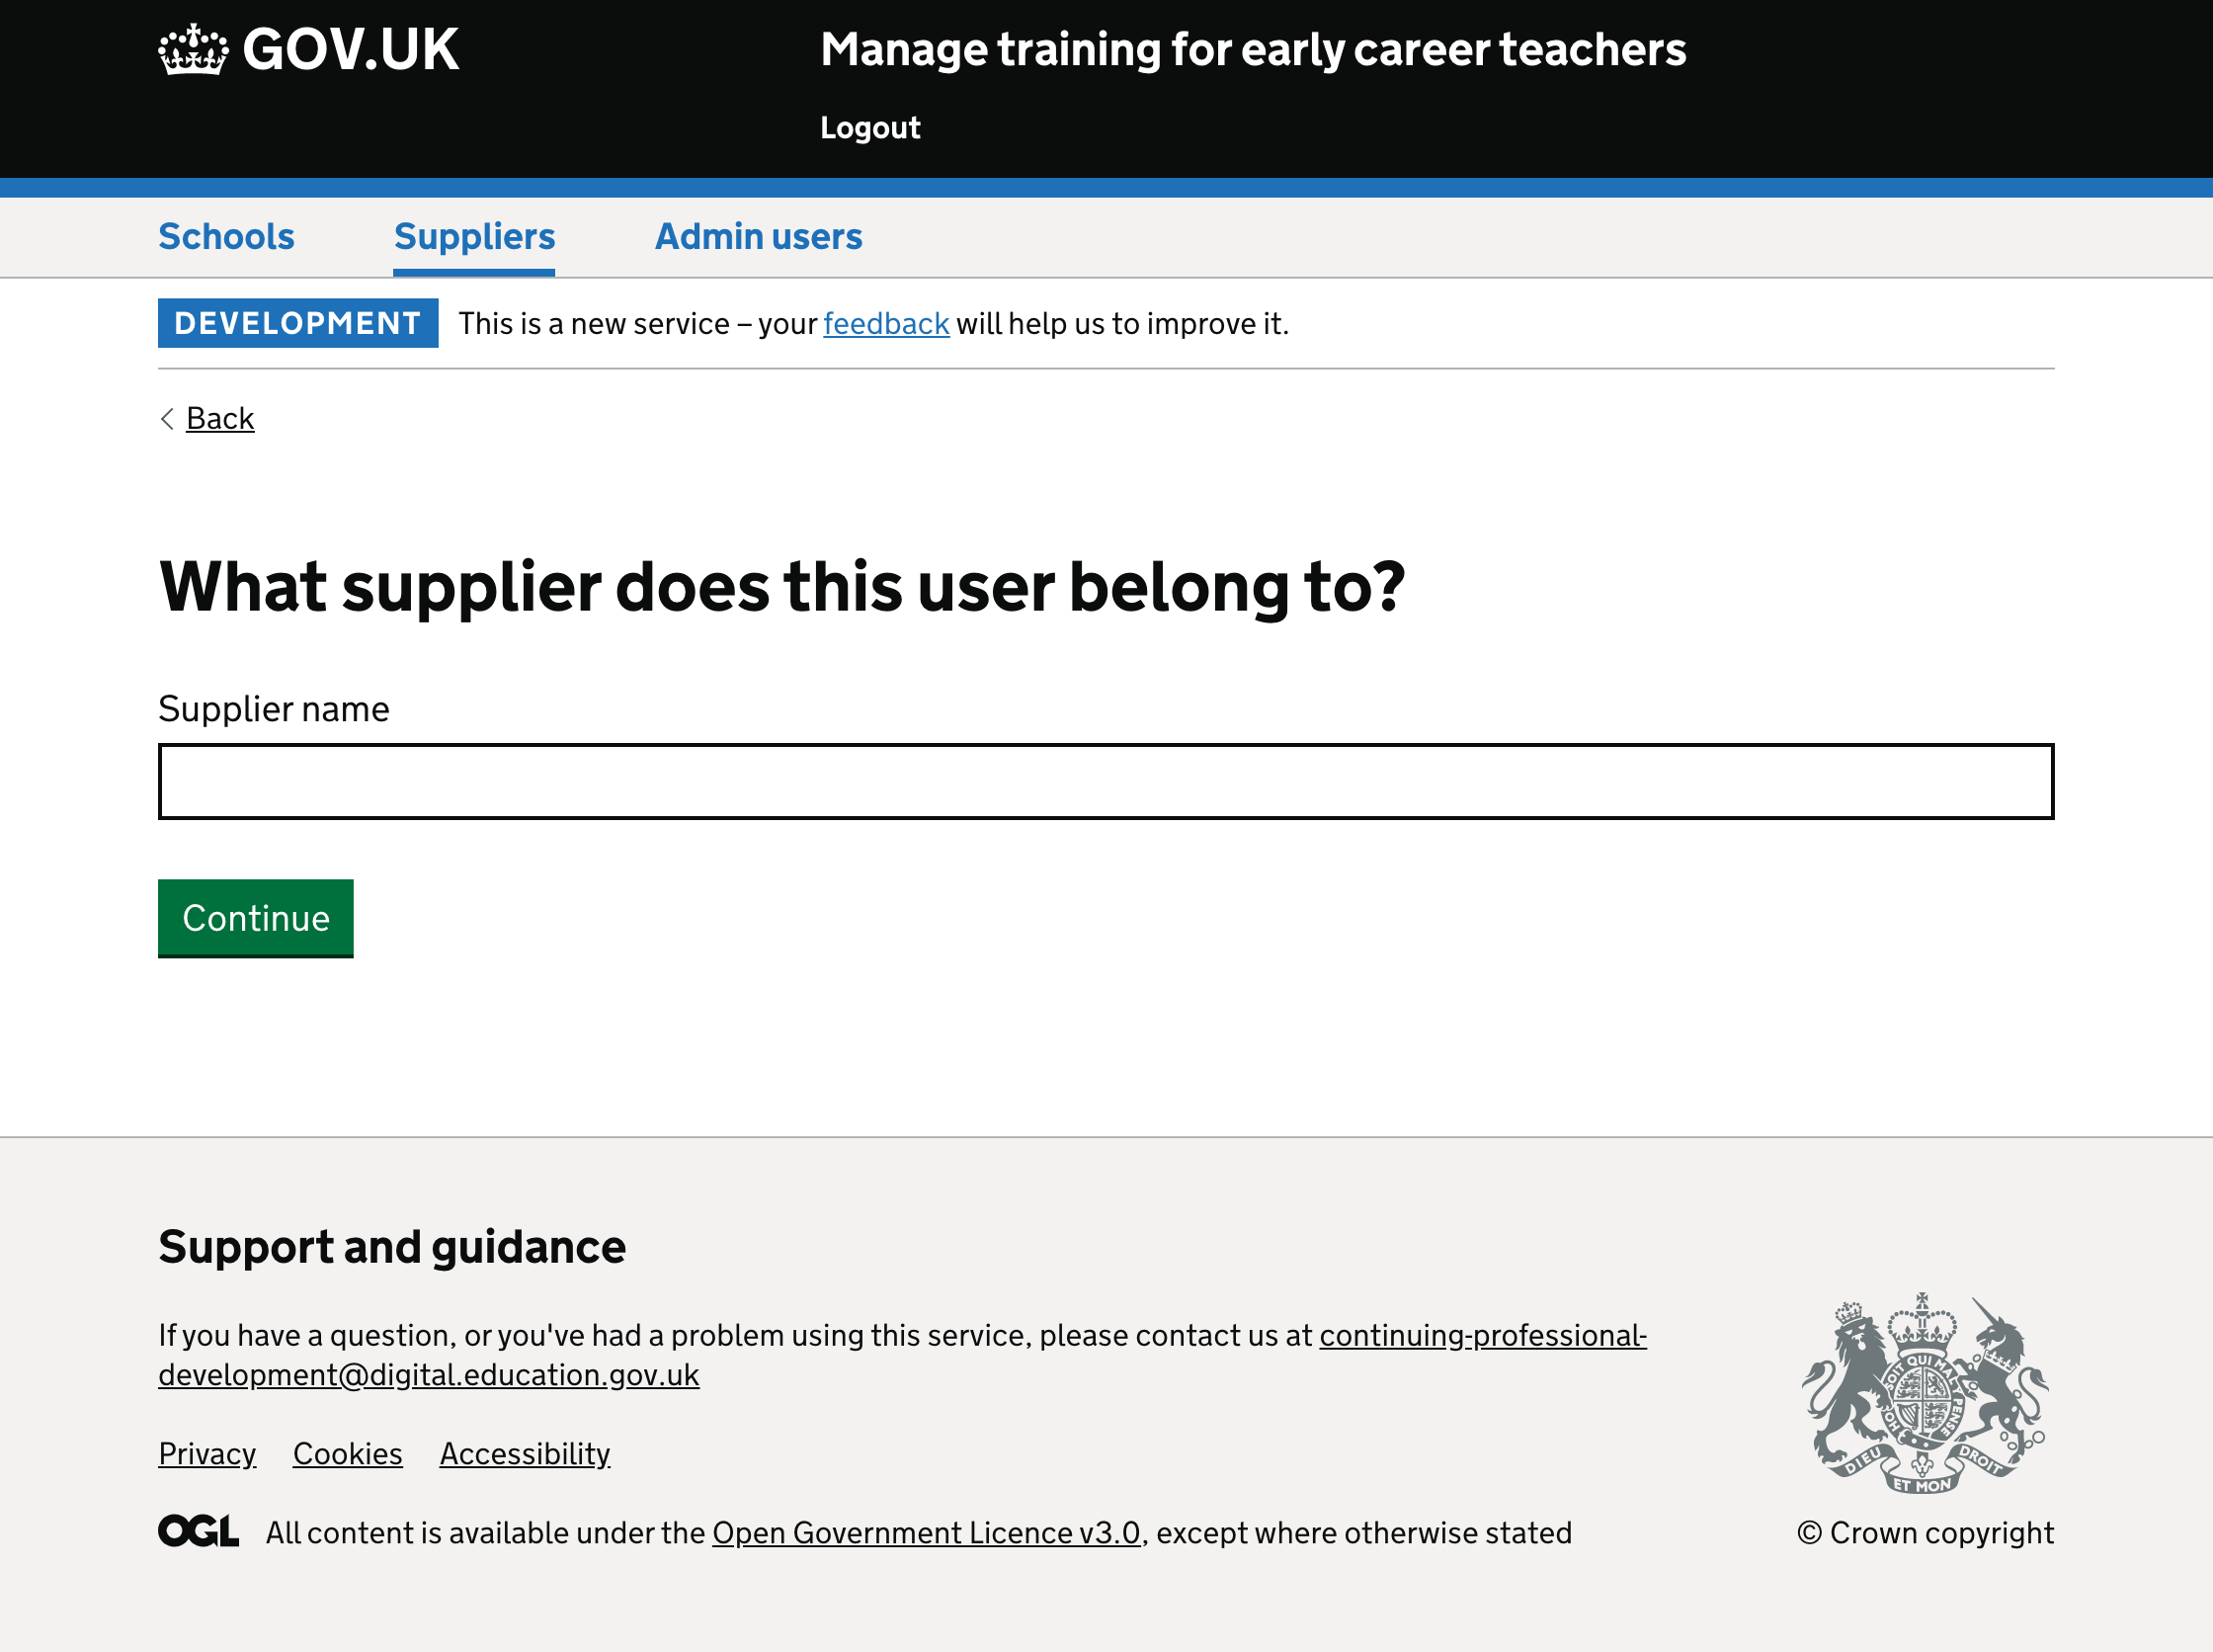 GOV.UK
Manage training for early career teachers
Logout
Schools
Suppliers
Admin users
DEVELOPMENT
This is a new service – your feedback will help us to improve it.
Back
What supplier does this user belong to?
Supplier name
Continue
Support and guidance
If you have a question, or you've had a problem using this service, please contact us at continuing-professional-
development@digital.education.gov.uk
Privacy
Cookies
Accessibility
DIEU
ET MON
DROIT
OGL
All content is available under the Open Government Licence v3.0, except where otherwise stated
© Crown copyright